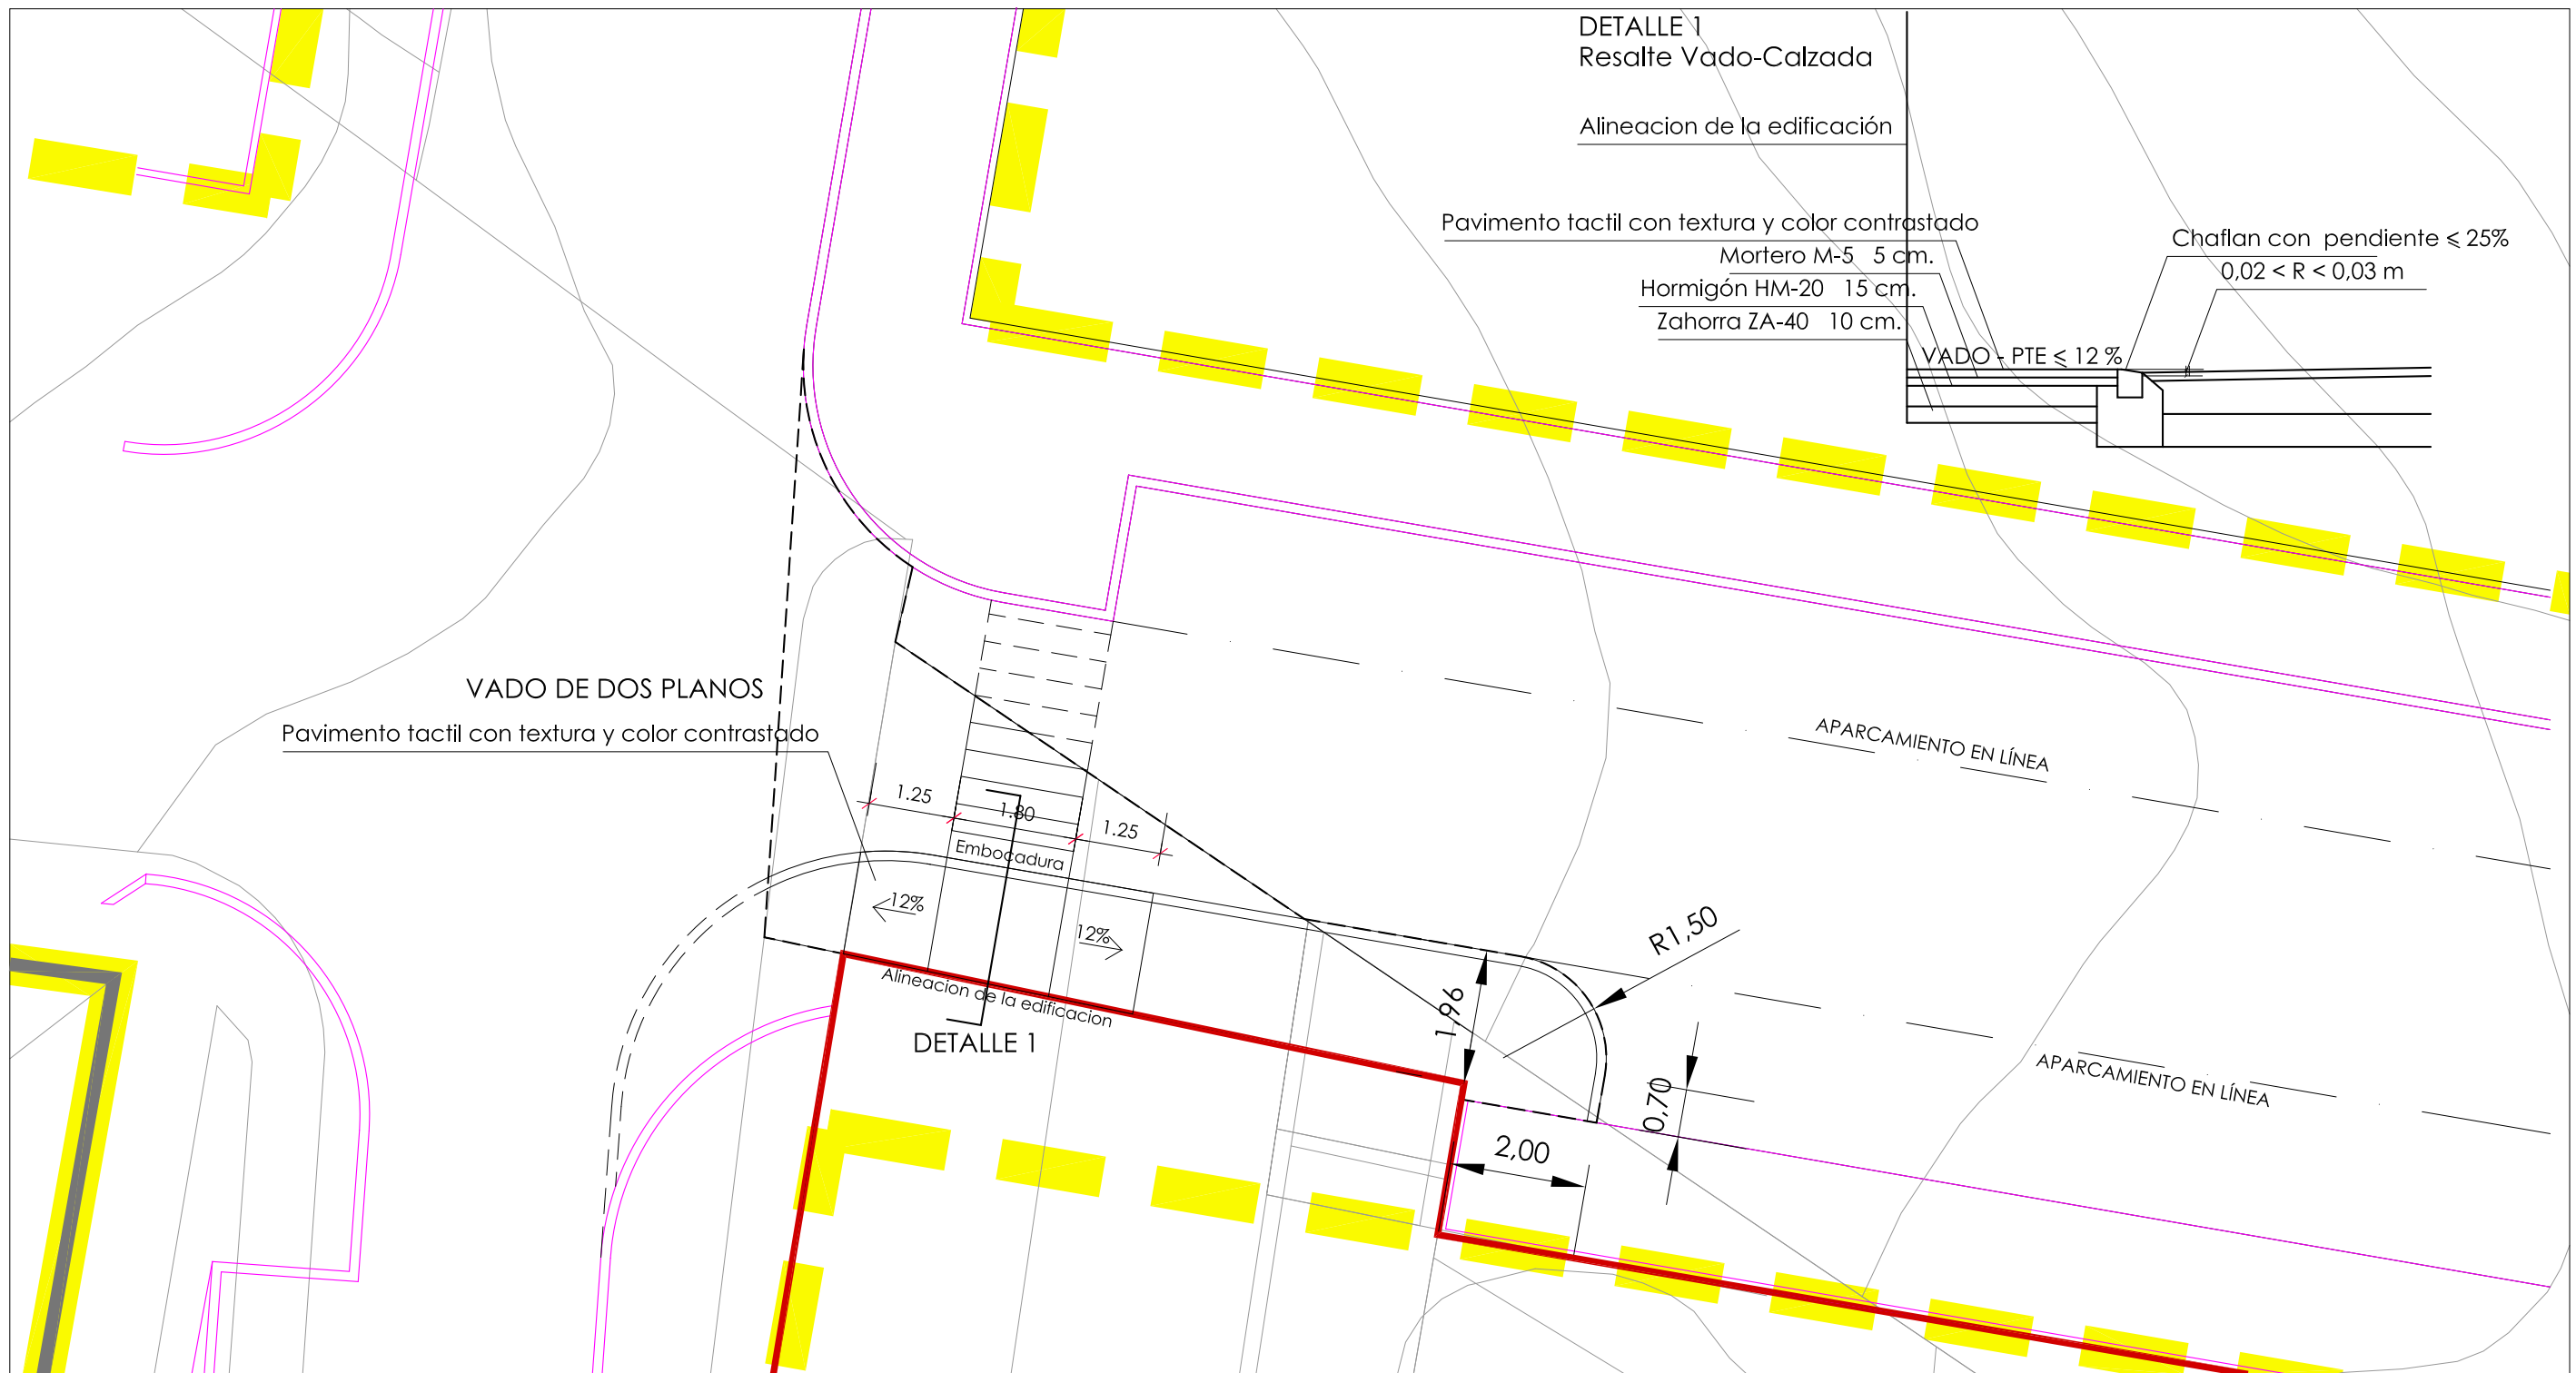 DETALLE 1
Resalte Vado-Calzada
Alineacion de la edificación
Pavimento tactil con textura y color contrastado
Mortero M-5 5 cm.
Hormigón HM-20 15 cm.
Zahorra ZA-40 10 cm.
Chaflan con pendiente ≤ 25%
0,02 < R < 0,03 m
VADO - PTE ≤ 12 %
VADO DE DOS PLANOS
Pavimento tactil con textura y color contrastado
APARCAMIENTO EN LÍNEA
1.25
1.80
1.25
Embocadura
12%
12%
Alineacion de la edificacion
DETALLE 1
R1,50
1,96
0,70
2,00
APARCAMIENTO EN LÍNEA